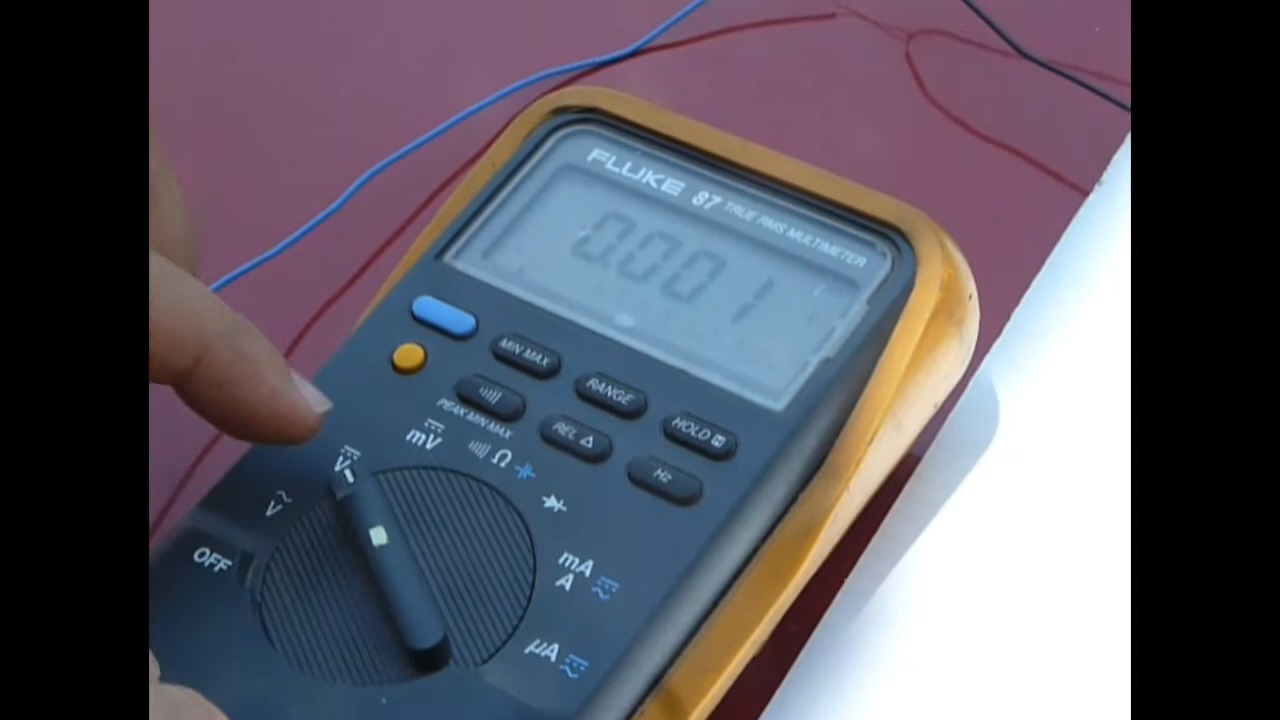 FLUKE 87 TRUE RMS MULTIMETER
0.001
MIN MAX
RANGE
HOLD H
PEAK MIN MAX
REL Δ
Hz
mV
Ω
V
V
OFF
mA
A
µA